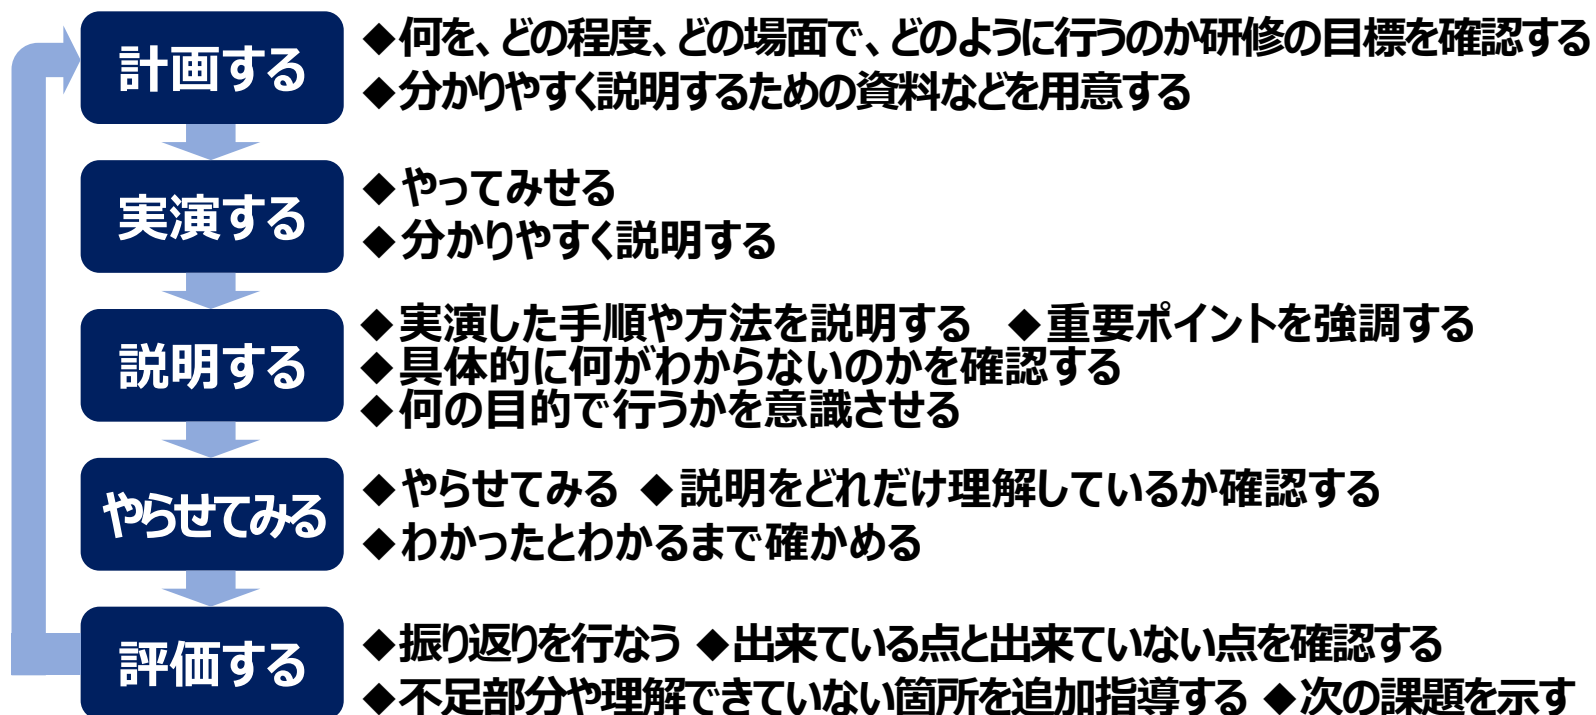 計画する
◆何を、どの程度、どの場面で、どのように行うのか研修の目標を確認する
◆分かりやすく説明するための資料などを用意する
実演する
◆やってみせる
◆分かりやすく説明する
説明する
◆実演した手順や方法を説明する ◆重要ポイントを強調する
◆具体的に何がわからないのかを確認する
◆何の目的で行うかを意識させる
やらせてみる
◆やらせてみる ◆説明をどれだけ理解しているか確認する
◆わかったとわかるまで確かめる
評価する
◆振り返りを行なう ◆出来ている点と出来ていない点を確認する
◆不足部分や理解できていない箇所を追加指導する ◆次の課題を示す